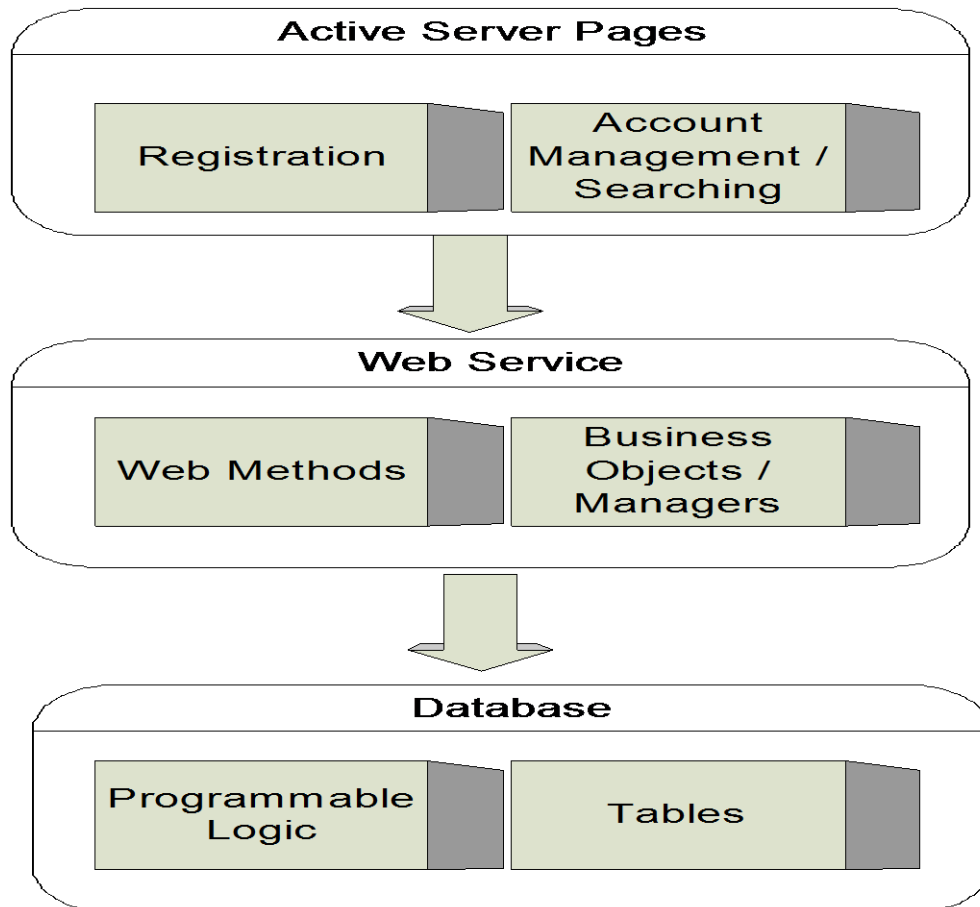 Active Server Pages
Registration
Account
Management /
Searching
Web Service
Web Methods
Business
Objects /
Managers
Database
Programmable
Logic
Tables